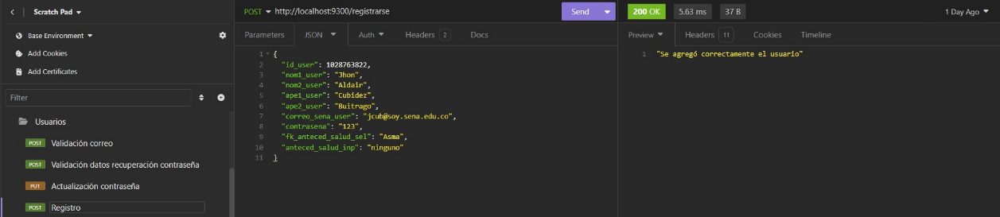 Scratch Pad
Base Environment
Add Cookies
Add Certificates
Filter
Usuarios
POST Validación correo
POST Validación datos recuperación contraseña
PUT Actualización contraseña
POST Registro
POST http://localhost:9300/registrarse Send
Parameters JSON Auth Headers 2 Docs
1 {
2 "id_user": 1028763822,
3 "nom1_user": "Jhon",
4 "nom2_user": "Aldair",
5 "ape1_user": "Cubidez",
6 "ape2_user": "Buitrago",
7 "correo_sena_user": "jcub@soy.sena.edu.co",
8 "contrasena": "123",
9 "fk_anteced_salud_sel": "Asma",
10 "anteced_salud_inp": "ninguno"
11 }
200 OK 5.63 ms 37 B 1 Day Ago
Preview Headers 11 Cookies Timeline
1 "Se agregó correctamente el usuario"